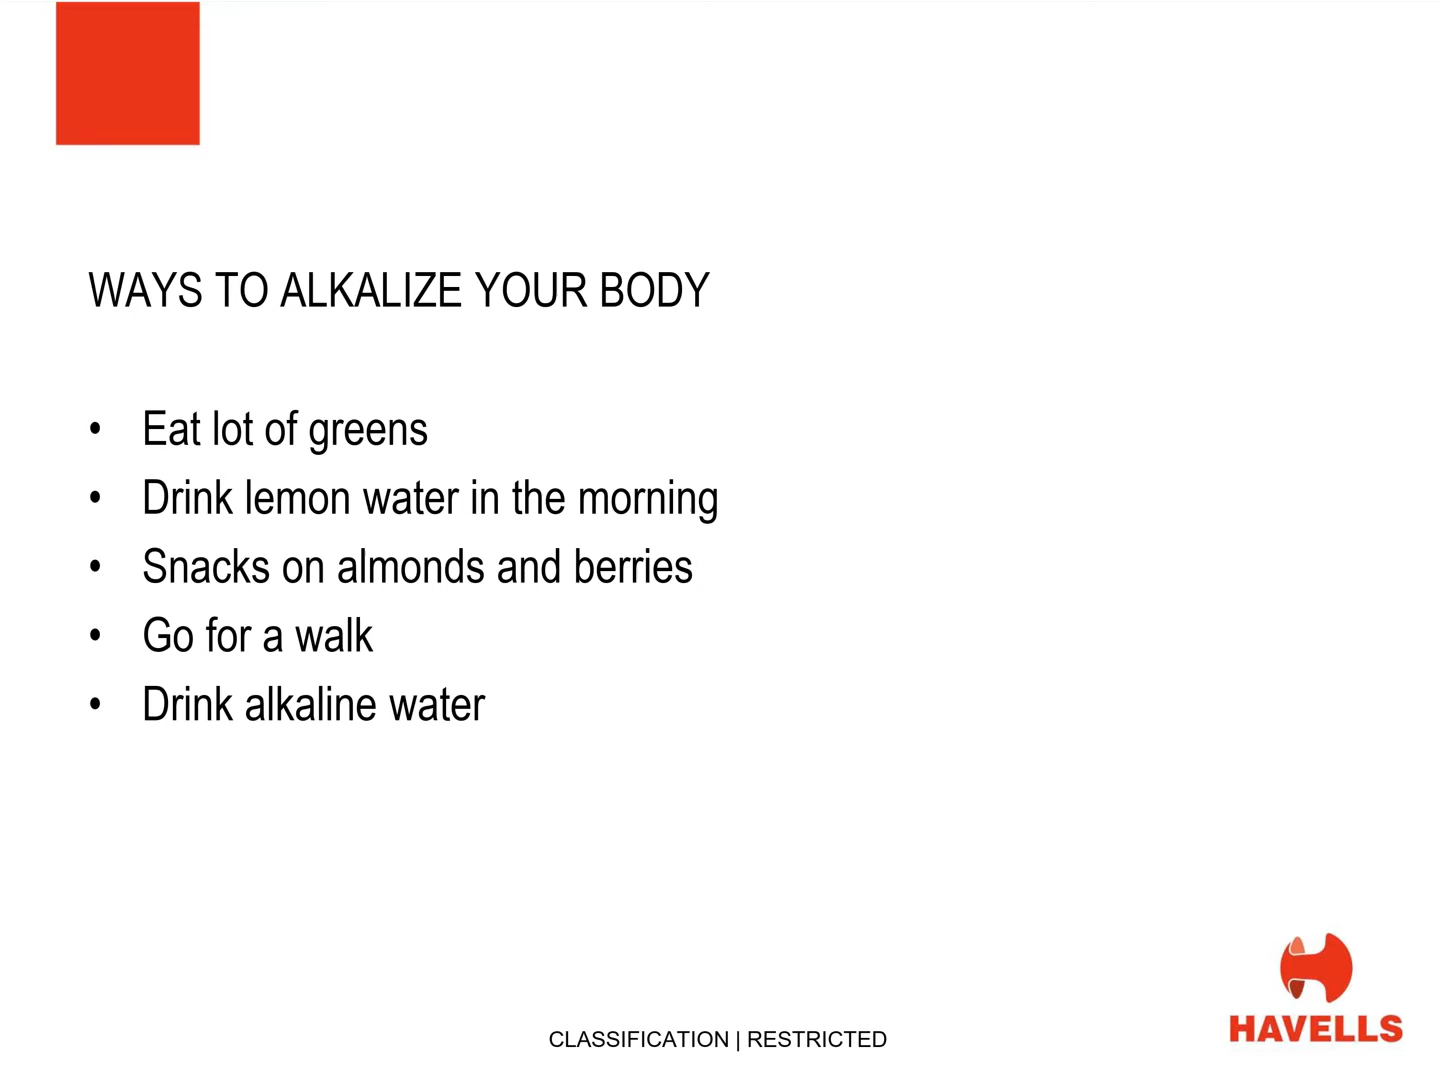 WAYS TO ALKALIZE YOUR BODY
• Eat lot of greens
• Drink lemon water in the morning
• Snacks on almonds and berries
• Go for a walk
• Drink alkaline water
CLASSIFICATION | RESTRICTED
HAVELLS